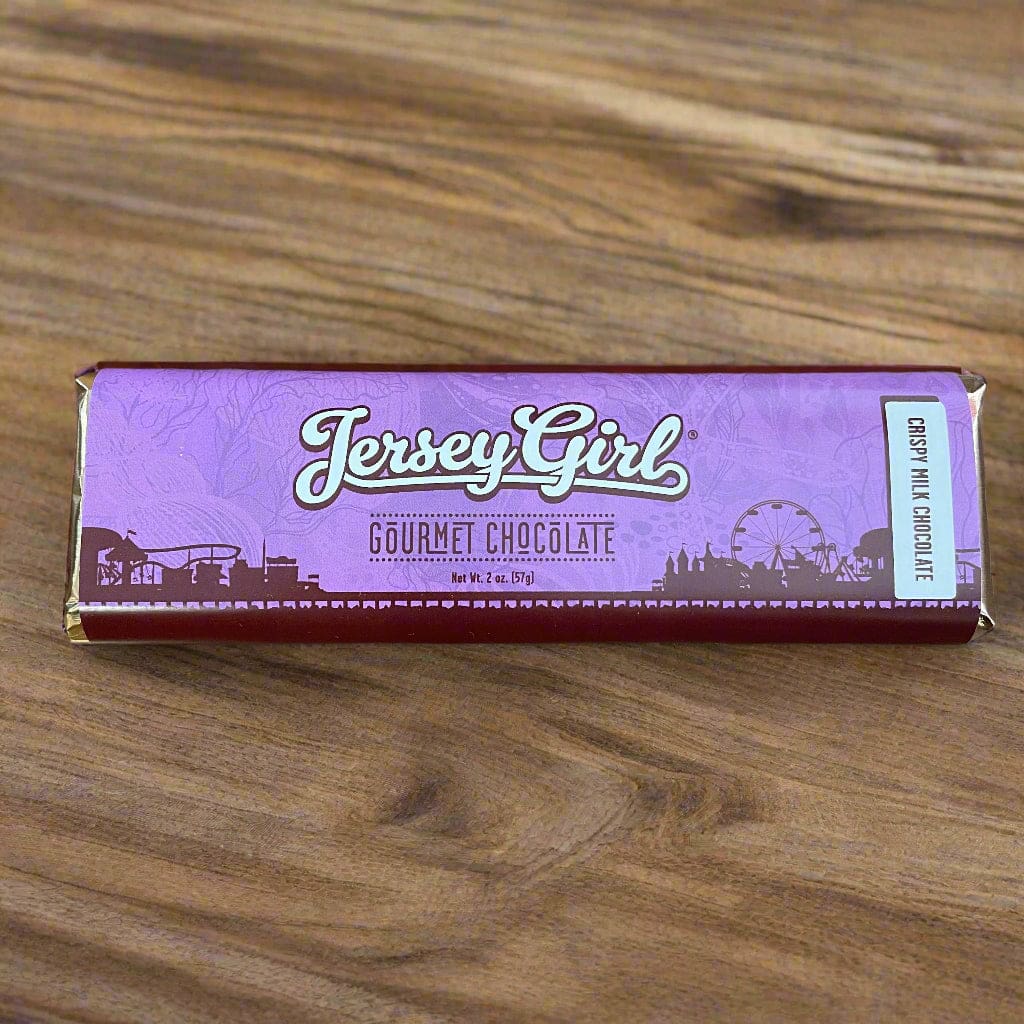 Jersey Girl®
GOURMET CHOCOLATE
Net Wt. 2 oz. (57g)
CRISPY MILK CHOCOLATE